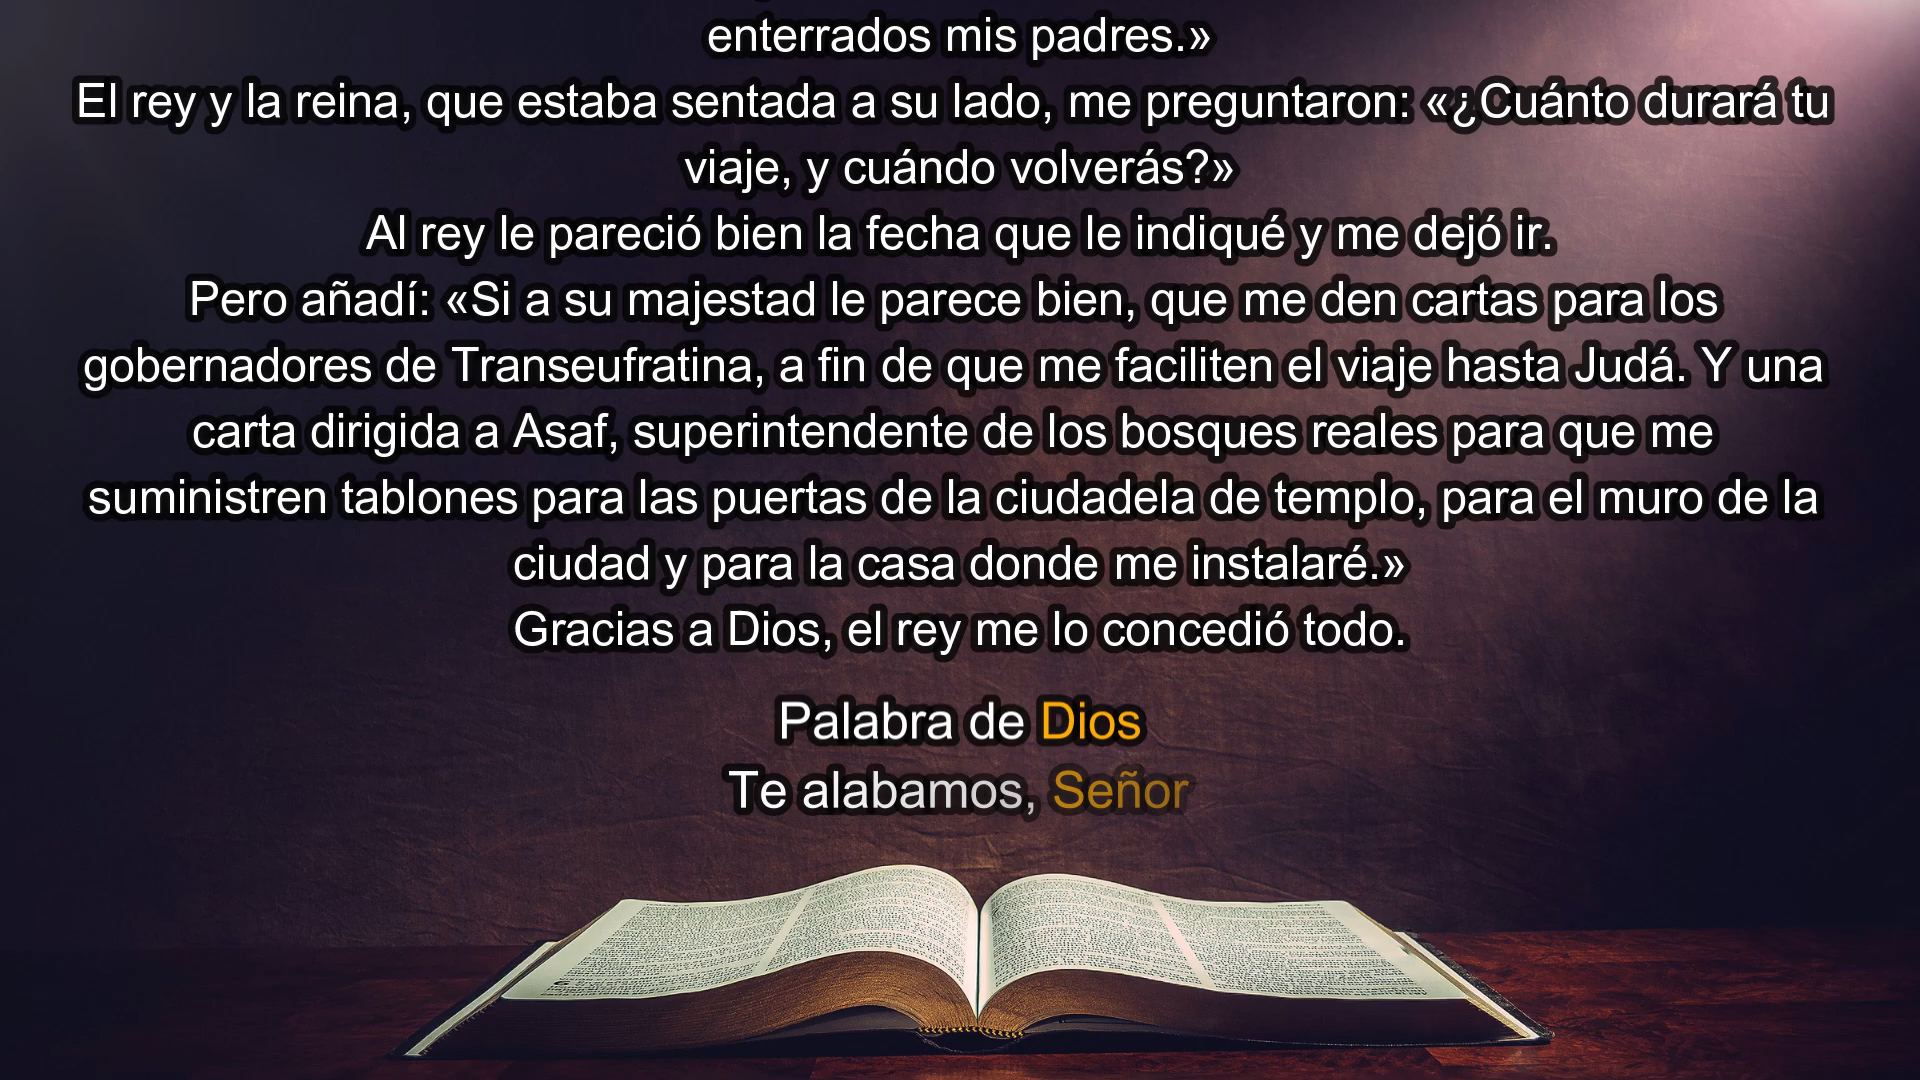 enterrados mis padres.»
El rey y la reina, que estaba sentada a su lado, me preguntaron: «¿Cuánto durará tu
viaje, y cuándo volverás?»
Al rey le pareció bien la fecha que le indiqué y me dejó ir.
Pero añadí: «Si a su majestad le parece bien, que me den cartas para los
gobernadores de Transeufratina, a fin de que me faciliten el viaje hasta Judá. Y una
carta dirigida a Asaf, superintendente de los bosques reales para que me
suministren tablones para las puertas de la ciudadela de templo, para el muro de la
ciudad y para la casa donde me instalaré.»
Gracias a Dios, el rey me lo concedió todo.
Palabra de Dios
Te alabamos, Señor